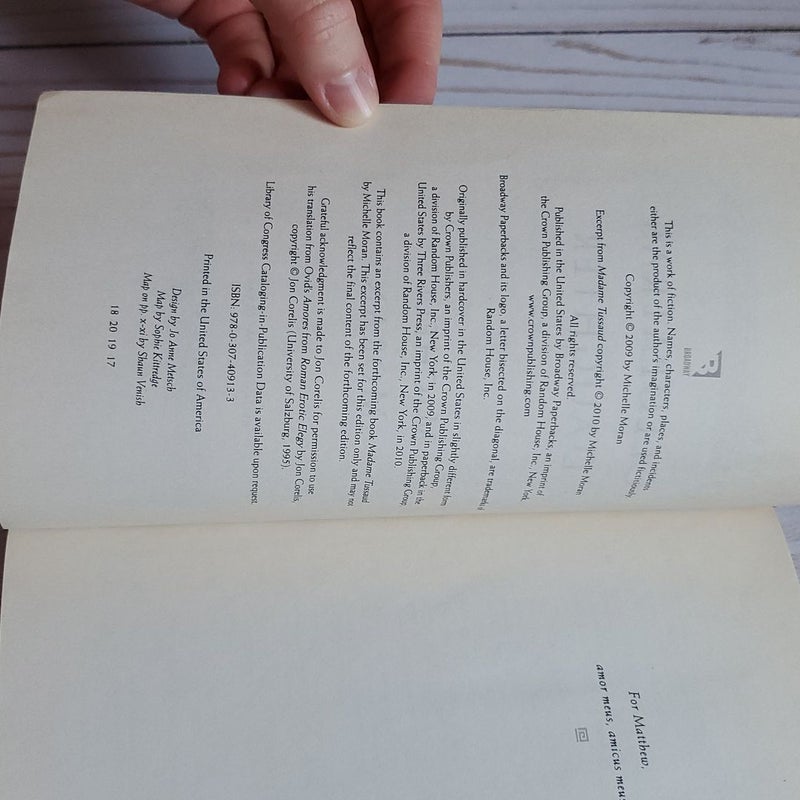 BROADWAY
This is a work of fiction. Names, characters, places, and incidents
either are the product of the author's imagination or are used fictitiously.
Copyright © 2009 by Michelle Moran
Excerpt from Madame Tussaud copyright © 2010 by Michelle Moran
All rights reserved.
Published in the United States by Broadway Paperbacks, an imprint of
the Crown Publishing Group, a division of Random House, Inc., New York
www.crownpublishing.com
Broadway Paperbacks and its logo, a letter bisected on the diagonal, are trademarks of
Random House, Inc.
Originally published in hardcover in the United States in slightly different form
by Crown Publishers, an imprint of the Crown Publishing Group,
a division of Random House, Inc., New York, in 2009, and in paperback in the
United States by Three Rivers Press, an imprint of the Crown Publishing Group,
a division of Random House, Inc., New York, in 2010.
This book contains an excerpt from the forthcoming book Madame Tussaud
by Michelle Moran. This excerpt has been set for this edition only and may not
reflect the final content of the forthcoming edition.
Grateful acknowledgment is made to Jon Corelis for permission to use
his translation from Ovid's Amores from Roman Erotic Elegy by Jon Corelis,
copyright © Jon Corelis (University of Salzburg, 1995).
Library of Congress Cataloging-in-Publication Data is available upon request.
ISBN: 978-0-307-40913-3
Printed in the United States of America
Design by Jo Anne Metsch
Map by Sophie Kittredge
Map on pp. x–xi by Shaun Venish
18 20 19 17
For Matthew,
amor meus, amicus meus